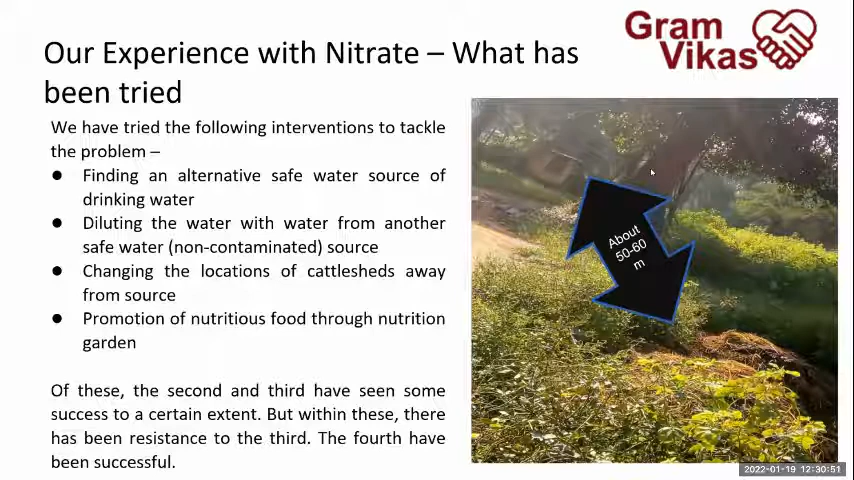 Gram
Vikas
Our Experience with Nitrate – What has
been tried
We have tried the following interventions to tackle
the problem –
● Finding an alternative safe water source of
drinking water
● Diluting the water with water from another
safe water (non-contaminated) source
● Changing the locations of cattlesheds away
from source
● Promotion of nutritious food through nutrition
garden
Of these, the second and third have seen some
success to a certain extent. But within these, there
has been resistance to the third. The fourth have
been successful.
About
50-60
m
2022-01-19 12:30:51